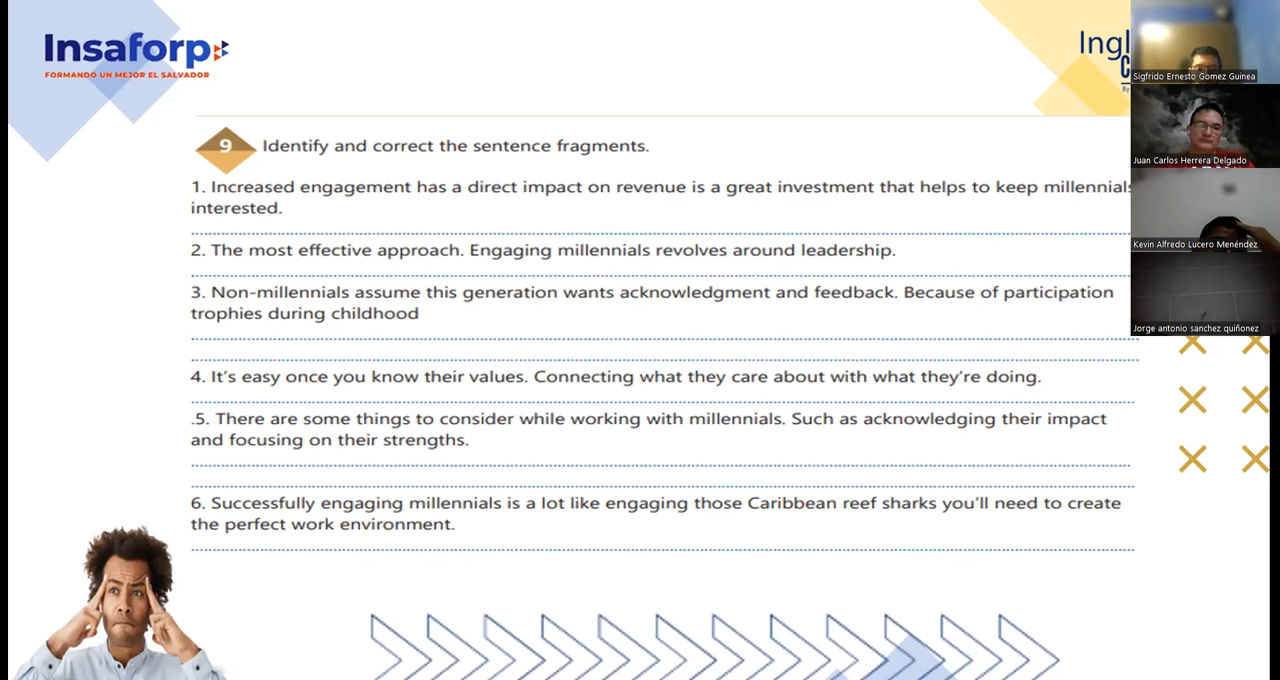 Insaforp
FORMANDO UN MEJOR EL SALVADOR
Ingl
C
By
Sigfrido Ernesto Gomez Guinea
Juan Carlos Herrera Delgado
Kevin Alfredo Lucero Menéndez
Jorge antonio sanchez quiñonez
9 Identify and correct the sentence fragments.
1. Increased engagement has a direct impact on revenue is a great investment that helps to keep millennials
interested.
2. The most effective approach. Engaging millennials revolves around leadership.
3. Non-millennials assume this generation wants acknowledgment and feedback. Because of participation
trophies during childhood
4. It’s easy once you know their values. Connecting what they care about with what they’re doing.
.5. There are some things to consider while working with millennials. Such as acknowledging their impact
and focusing on their strengths.
6. Successfully engaging millennials is a lot like engaging those Caribbean reef sharks you’ll need to create
the perfect work environment.